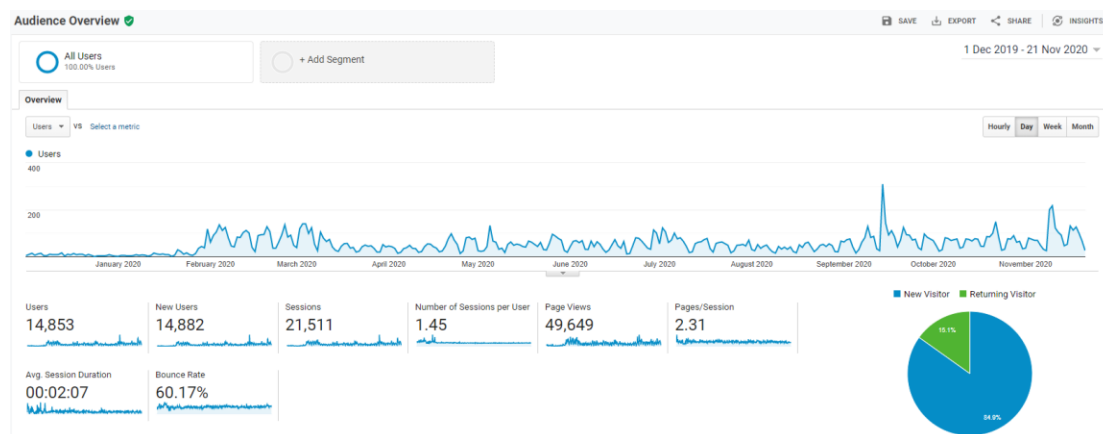 Audience Overview
SAVE EXPORT SHARE INSIGHTS
All Users
100.00% Users
+ Add Segment
1 Dec 2019 - 21 Nov 2020
Overview
Users VS Select a metric
Hourly Day Week Month
Users
400
200
January 2020 February 2020 March 2020 April 2020 May 2020 June 2020 July 2020 August 2020 September 2020 October 2020 November 2020
New Visitor Returning Visitor
Users New Users Sessions Number of Sessions per User Page Views Pages/Session
14,853 14,882 21,511 1.45 49,649 2.31
15.1%
Avg. Session Duration Bounce Rate
00:02:07 60.17%
84.9%